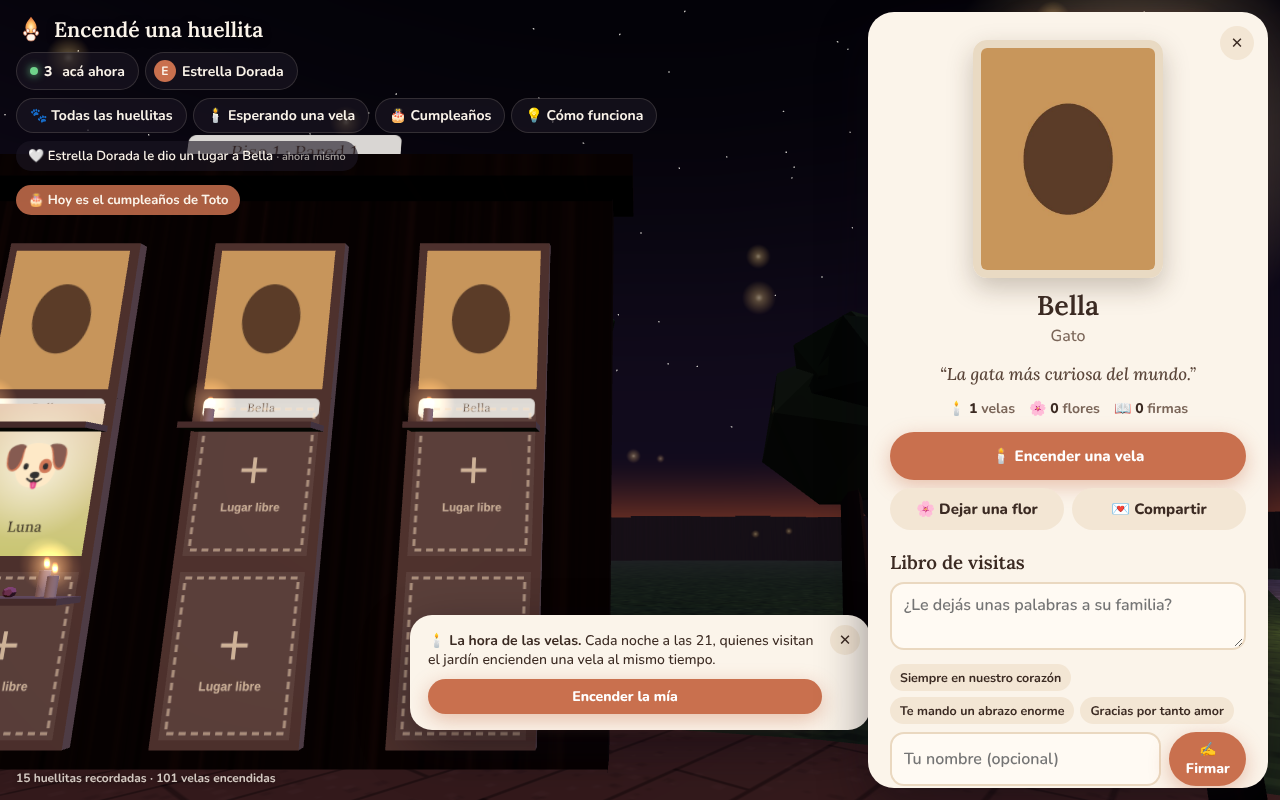 Encendé una huellita
3 acá ahora
E Estrella Dorada
Todas las huellitas
Esperando una vela
Cumpleaños
Cómo funciona
Estrella Dorada le dio un lugar a Bella · ahora mismo
Hoy es el cumpleaños de Toto
Bella
Bella
Luna
Lugar libre
Lugar libre
Lugar libre
La hora de las velas. Cada noche a las 21, quienes visitan
el jardín encienden una vela al mismo tiempo.
Encender la mía
15 huellitas recordadas · 101 velas encendidas
Bella
Gato
“La gata más curiosa del mundo.”
1 velas 0 flores 0 firmas
Encender una vela
Dejar una flor
Compartir
Libro de visitas
¿Le dejás unas palabras a su familia?
Siempre en nuestro corazón
Te mando un abrazo enorme
Gracias por tanto amor
Tu nombre (opcional)
Firmar